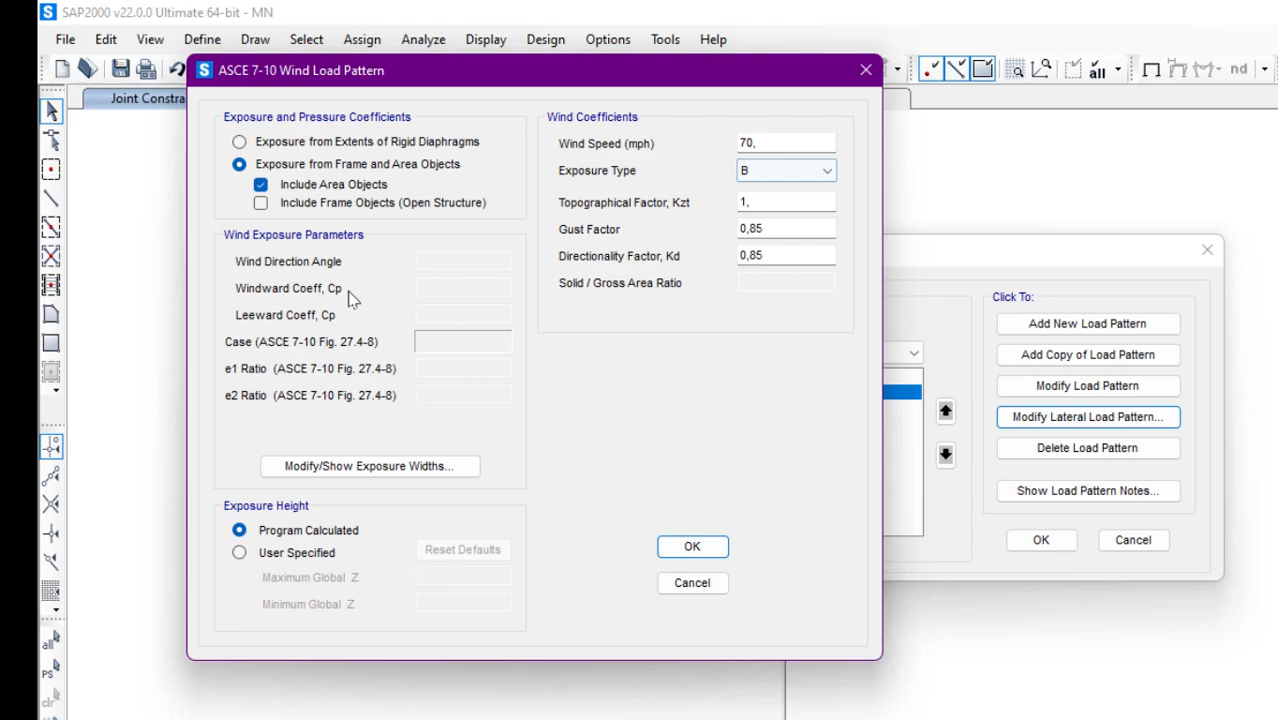 SAP2000 v22.0.0 Ultimate 64-bit - MN
File Edit View Define Draw Select Assign Analyze Display Design Options Tools Help
ASCE 7-10 Wind Load Pattern
all
nd
Joint Constra
Exposure and Pressure Coefficients
Exposure from Extents of Rigid Diaphragms
Exposure from Frame and Area Objects
Include Area Objects
Include Frame Objects (Open Structure)
Wind Exposure Parameters
Wind Direction Angle
Windward Coeff, Cp
Leeward Coeff, Cp
Case (ASCE 7-10 Fig. 27.4-8)
e1 Ratio (ASCE 7-10 Fig. 27.4-8)
e2 Ratio (ASCE 7-10 Fig. 27.4-8)
Modify/Show Exposure Widths...
Exposure Height
Program Calculated
User Specified
Reset Defaults
Maximum Global Z
Minimum Global Z
Wind Coefficients
Wind Speed (mph) 70,
Exposure Type B
Topographical Factor, Kzt 1,
Gust Factor 0,85
Directionality Factor, Kd 0,85
Solid / Gross Area Ratio
OK
Cancel
Click To:
Add New Load Pattern
Add Copy of Load Pattern
Modify Load Pattern
Modify Lateral Load Pattern...
Delete Load Pattern
Show Load Pattern Notes...
OK Cancel
all
PS
clr